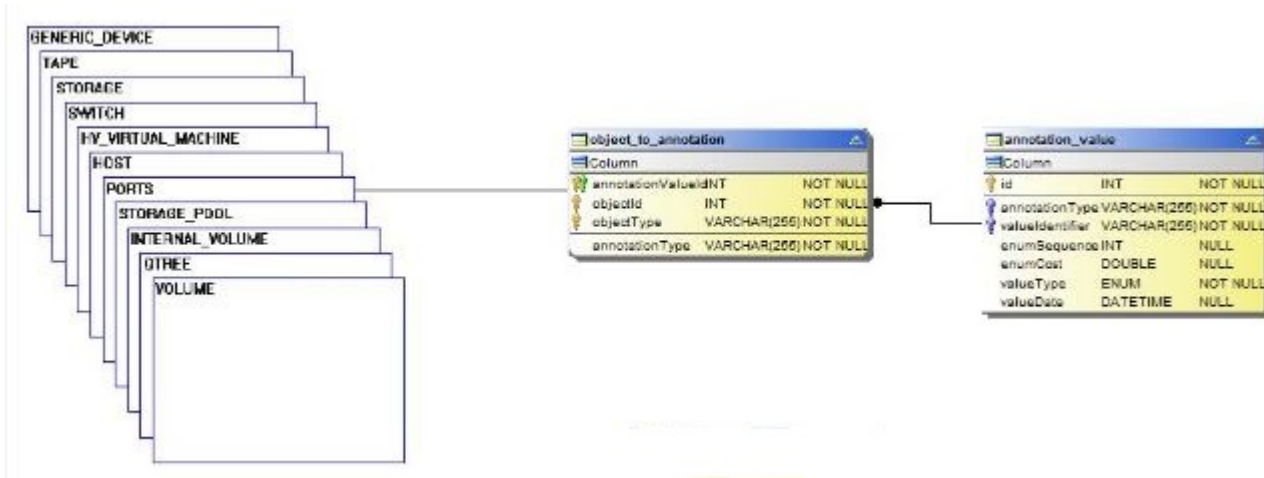 GENERIC_DEVICE
TAPE
STORAGE
SWITCH
HV_VIRTUAL_MACHINE
HOST
PORTS
STORAGE_POOL
INTERNAL_VOLUME
QTREE
VOLUME
object_to_annotation
Column
annotationValueId INT NOT NULL
objectId INT NOT NULL
objectType VARCHAR(255) NOT NULL
annotationType VARCHAR(255) NOT NULL
annotation_value
Column
id INT NOT NULL
annotationType VARCHAR(255) NOT NULL
valueIdentifier VARCHAR(255) NOT NULL
enumSequence INT NULL
enumCost DOUBLE NULL
valueType ENUM NOT NULL
valueDate DATETIME NULL